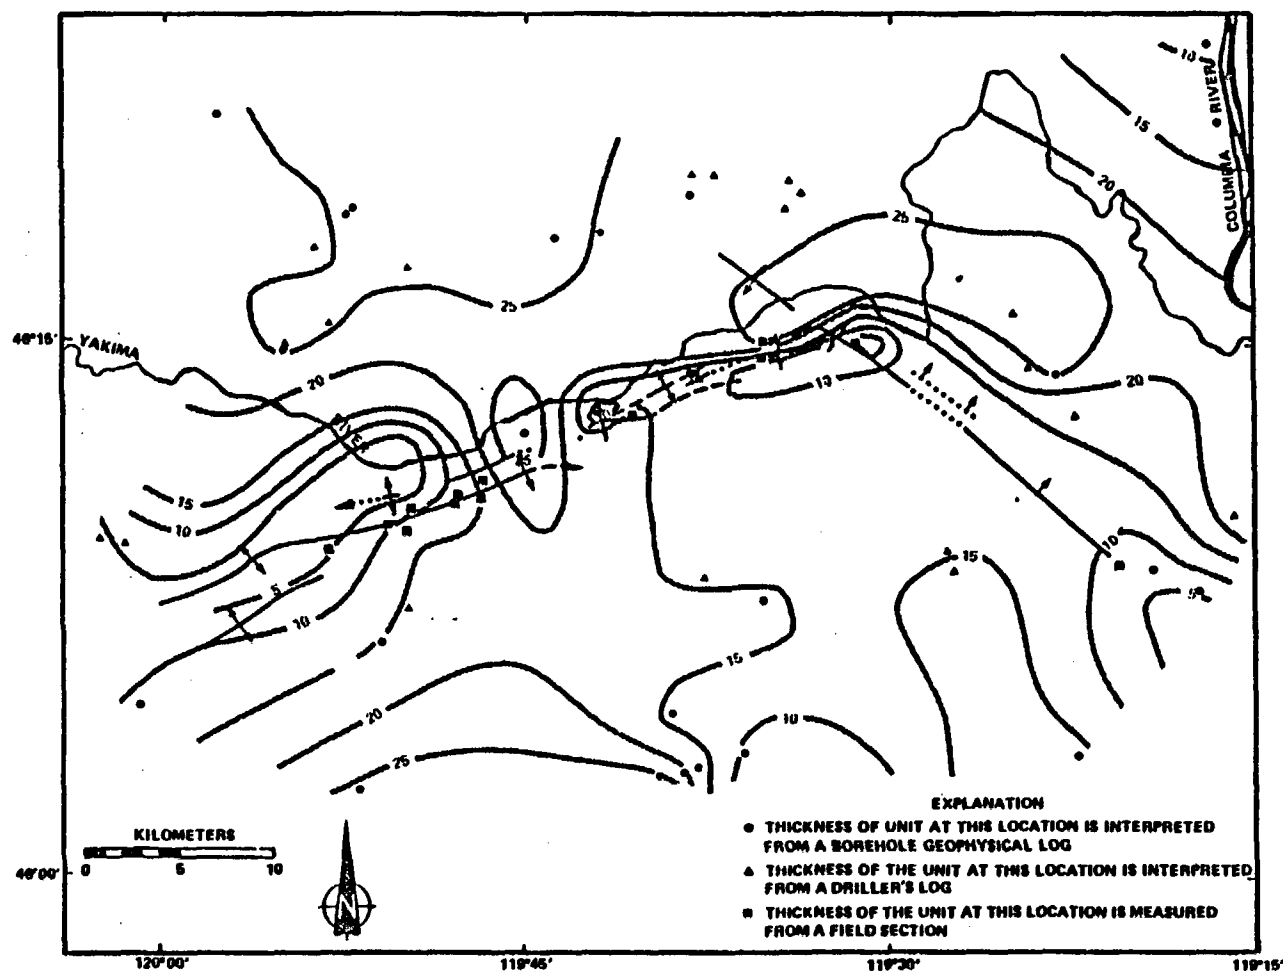 10
RIVER
15
20
COLUMBIA
25
25
46°15'
YAKIMA
20
20
10
RIVER
15
10
10
15
5
5
10
15
10
20
25
EXPLANATION
THICKNESS OF UNIT AT THIS LOCATION IS INTERPRETED
FROM A BOREHOLE GEOPHYSICAL LOG
KILOMETERS
THICKNESS OF THE UNIT AT THIS LOCATION IS INTERPRETED
FROM A DRILLER'S LOG
0 5 10
46°00'
N
THICKNESS OF THE UNIT AT THIS LOCATION IS MEASURED
FROM A FIELD SECTION
120°00' 119°45' 119°30' 119°15'